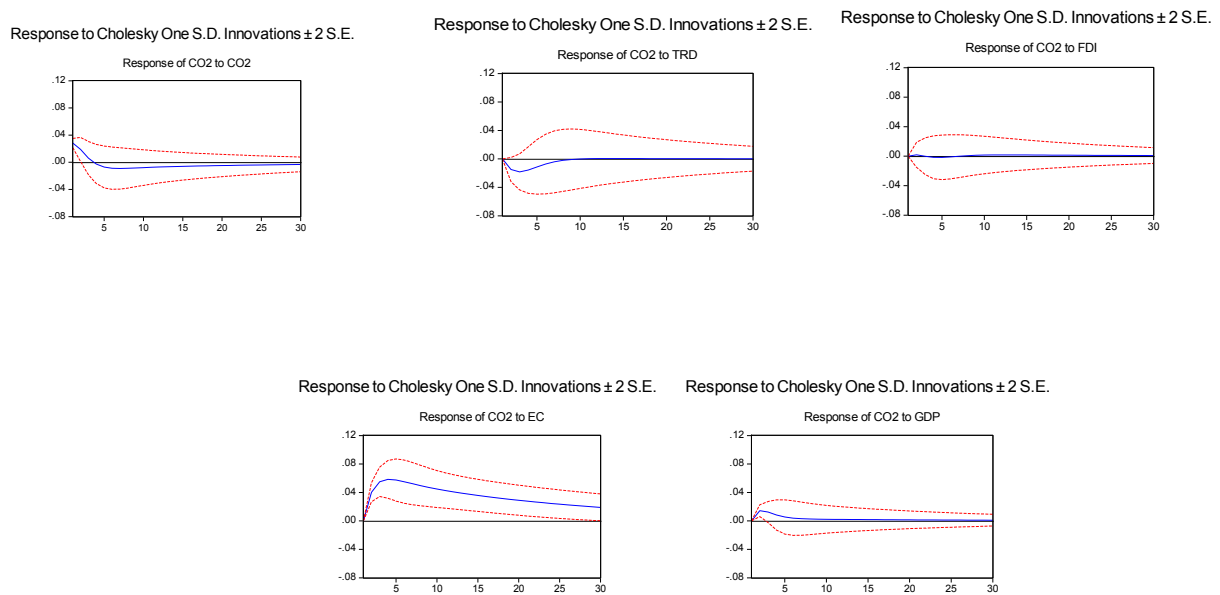 Response to Cholesky One S.D. Innovations ± 2 S.E.
Response of CO2 to CO2
.12
.08
.04
.00
-.04
-.08
5 10 15 20 25 30
Response to Cholesky One S.D. Innovations ± 2 S.E.
Response of CO2 to TRD
.12
.08
.04
.00
-.04
-.08
5 10 15 20 25 30
Response to Cholesky One S.D. Innovations ± 2 S.E.
Response of CO2 to FDI
.12
.08
.04
.00
-.04
-.08
5 10 15 20 25 30
Response to Cholesky One S.D. Innovations ± 2 S.E.
Response of CO2 to EC
.12
.08
.04
.00
-.04
-.08
5 10 15 20 25 30
Response to Cholesky One S.D. Innovations ± 2 S.E.
Response of CO2 to GDP
.12
.08
.04
.00
-.04
-.08
5 10 15 20 25 30